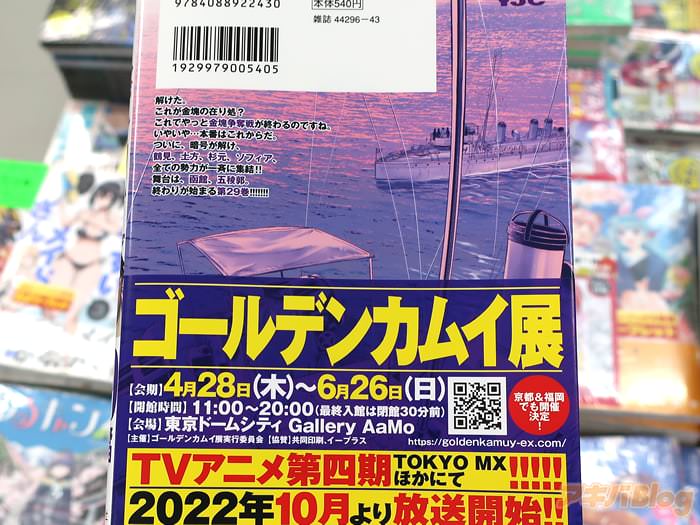 9784088922430
本体540円
雑誌 44296-43
1929979005405
解けた。
これが金塊の在り処?
これでやっと金塊争奪戦が終わるのですね。
いやいや…本番はこれからだ。
ついに、暗号が解け、
鶴見、土方、杉元、ソフィア、
全ての勢力が一斉に集結!!
舞台は、函館、五稜郭。
終わりが始まる第29巻!!!!!!!
ゴールデンカムイ展
【会期】4月28日(木)〜6月26日(日)
【開館時間】11:00〜20:00(最終入館は閉館30分前)
【会場】東京ドームシティ Gallery AaMo
【主催】ゴールデンカムイ展実行委員会 【協賛】共同印刷、イープラス
京都&福岡
でも開催
決定!
https://goldenkamuy-ex.com/
TVアニメ第四期 TOKYO MX ほかにて !!!!!
2022年10月より放送開始!!
アキバBlog